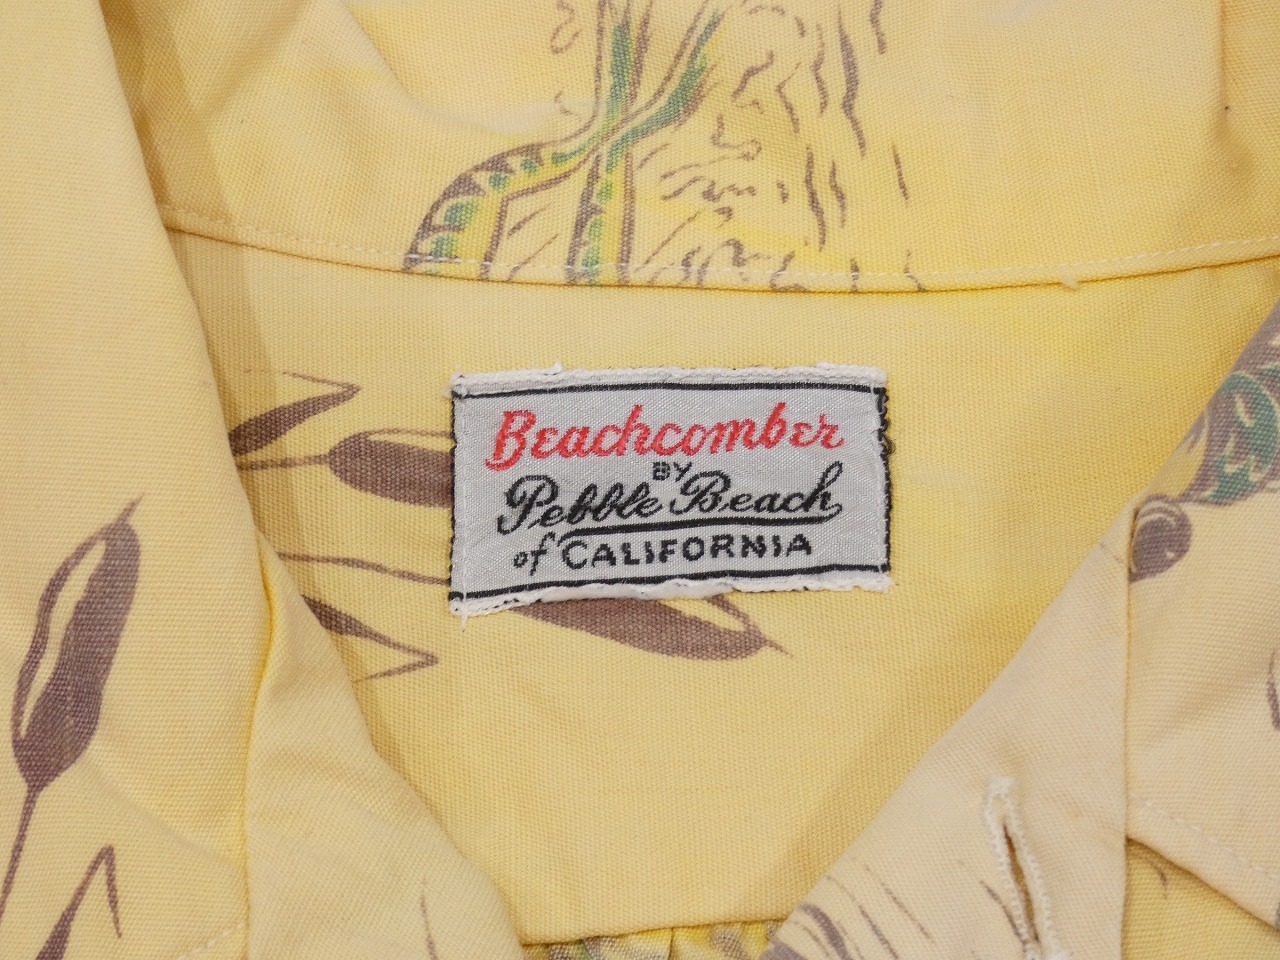 Beachcomber
BY
Pebble Beach
of CALIFORNIA